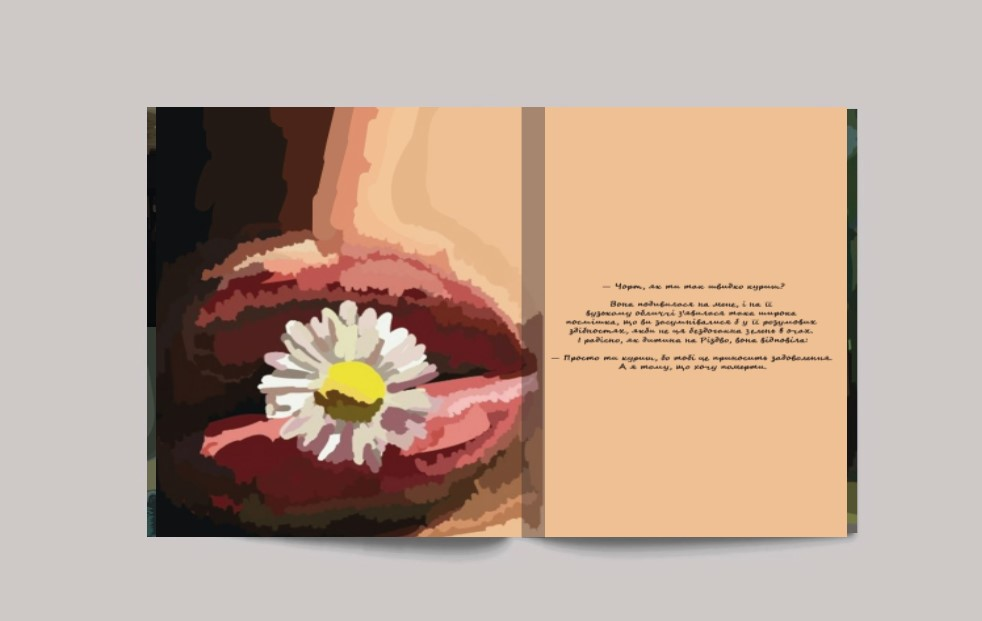 — Чорт, як ти так швидко куриш?
Вона подивилася на мене, і на її
вузькому обличчі з'явилася така широка
посмішка, що ви засумнівалися б у її розумових
здібностях, якби не ця бездоганна зелень в очах.
І радісно, як дитина на Різдво, вона відповіла:
— Просто ти куриш, бо тобі це приносить задоволення.
А я тому, що хочу померти.